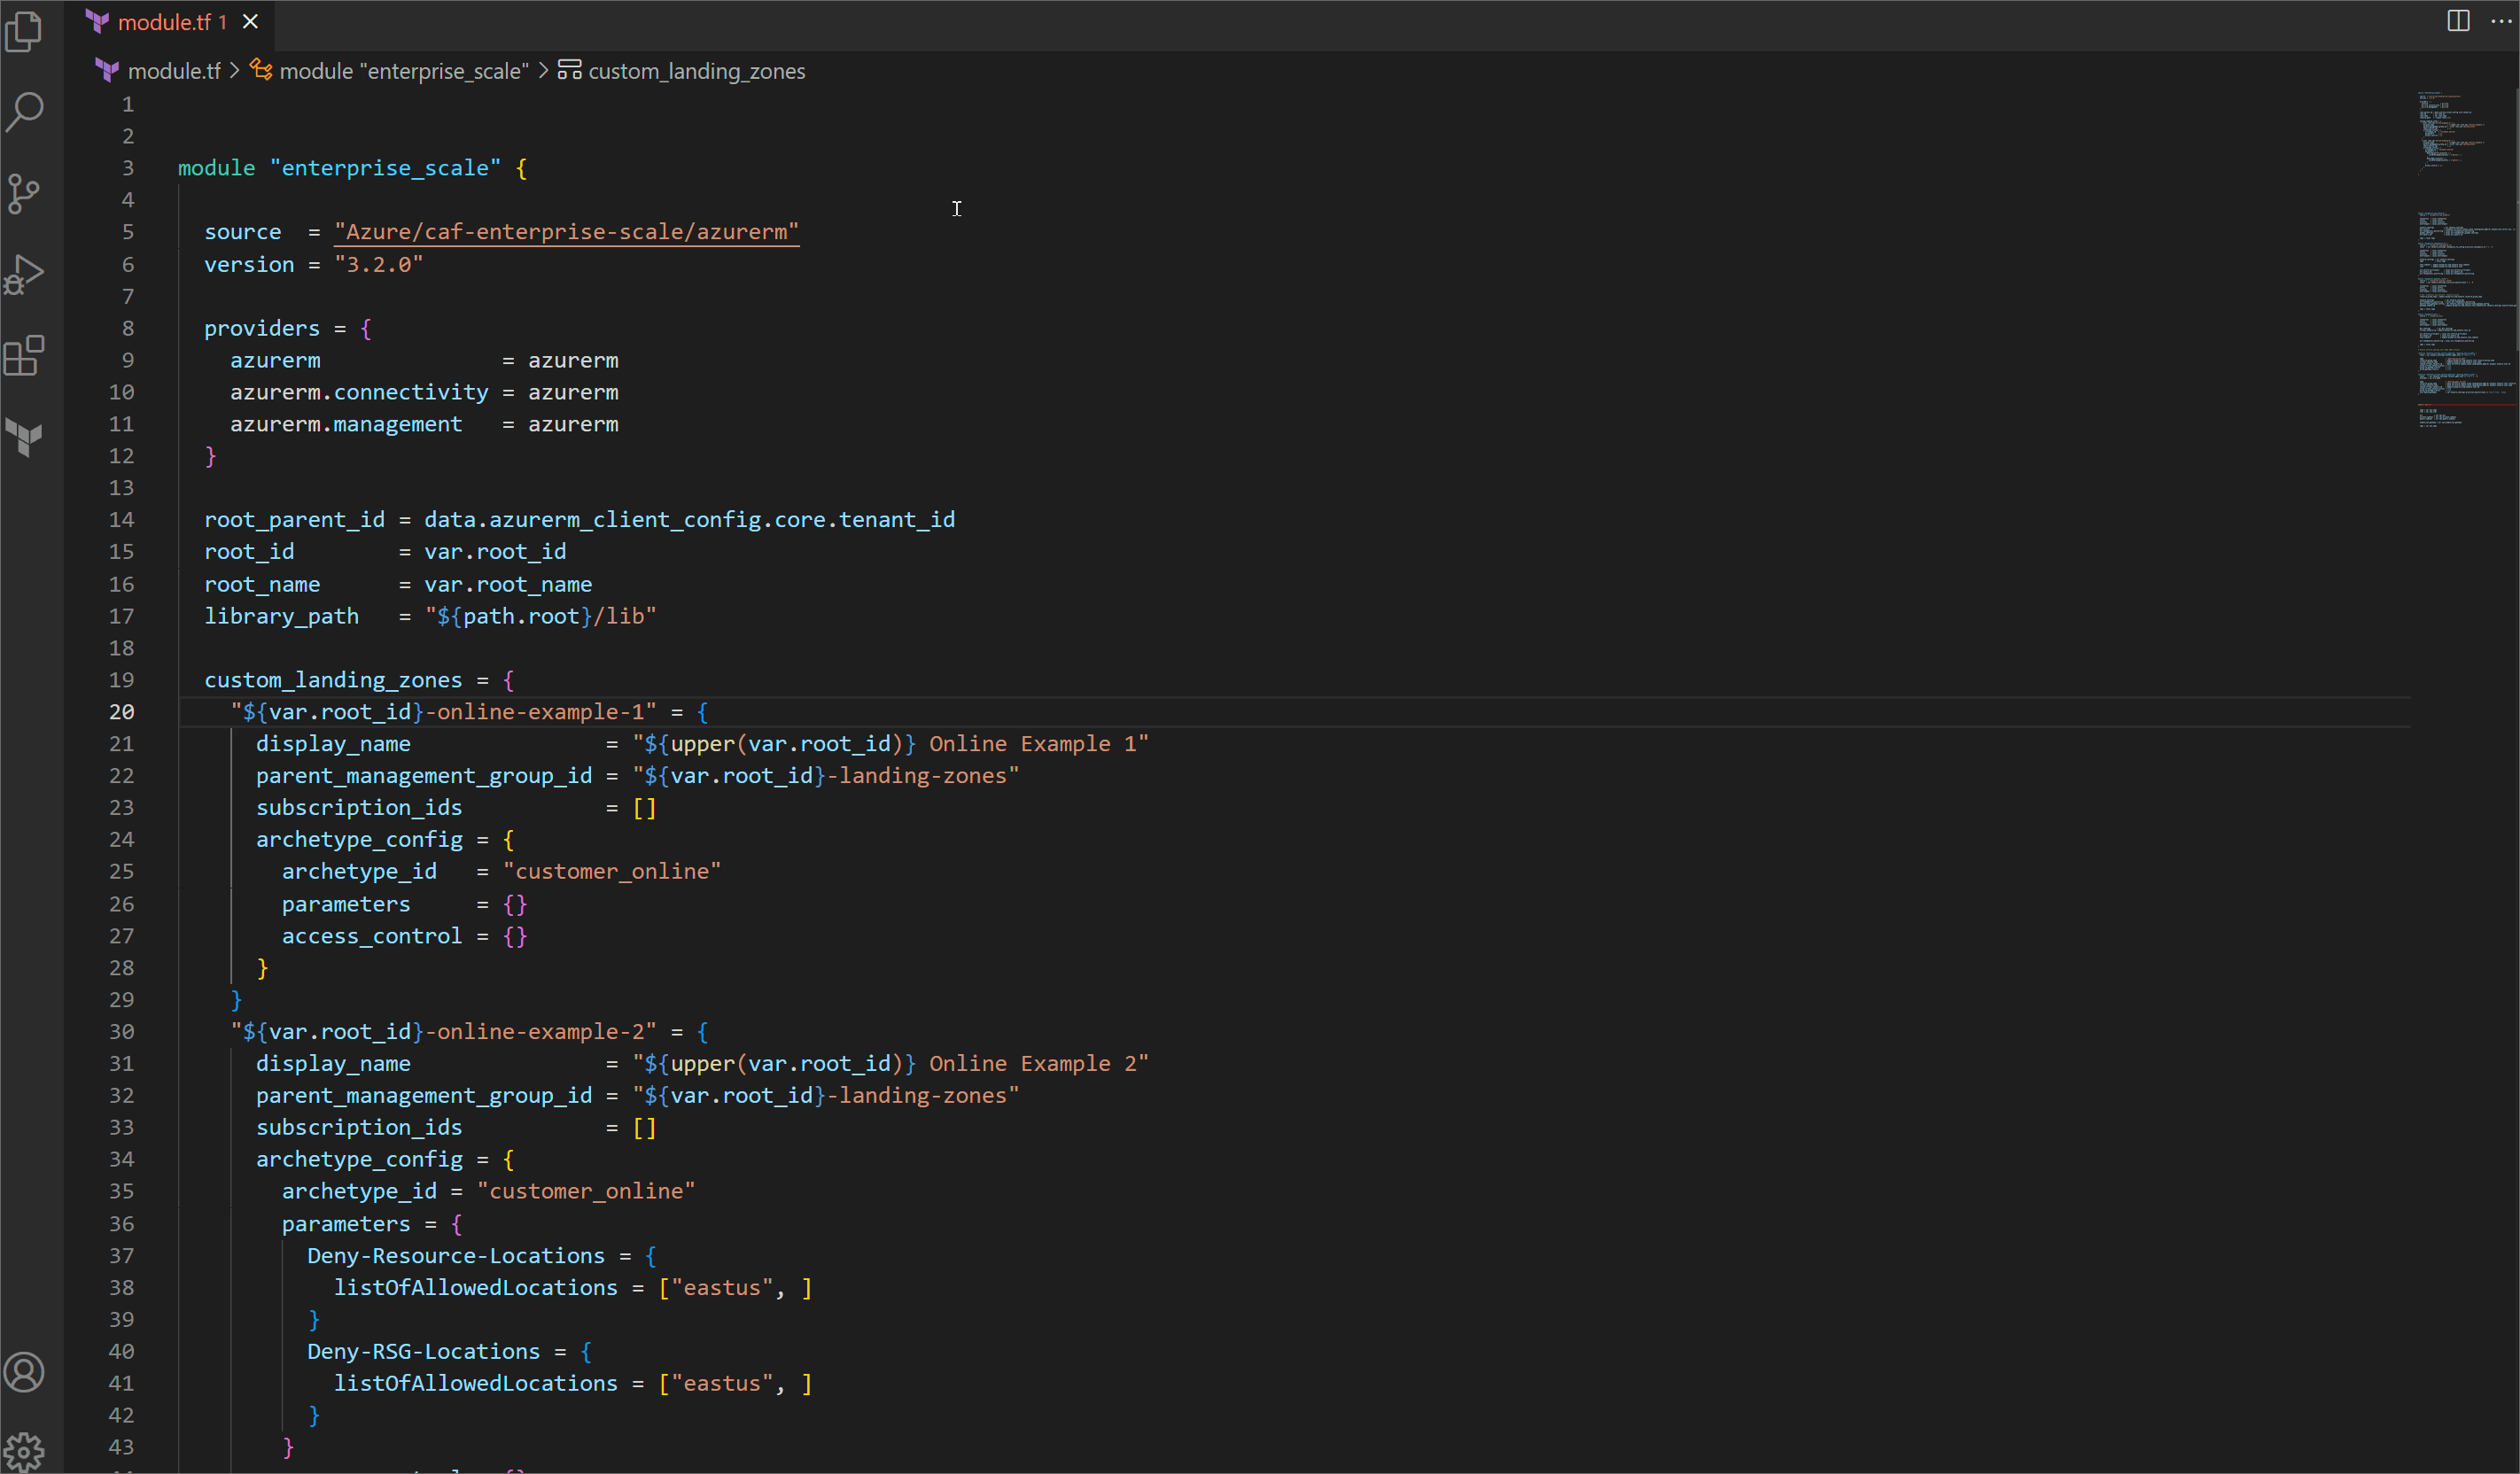 module.tf 1
module.tf > module "enterprise_scale" > custom_landing_zones
1
2
3 module "enterprise_scale" {
4
5   source  = "Azure/caf-enterprise-scale/azurerm"
6   version = "3.2.0"
7
8   providers = {
9     azurerm              = azurerm
10     azurerm.connectivity = azurerm
11     azurerm.management   = azurerm
12   }
13
14   root_parent_id = data.azurerm_client_config.core.tenant_id
15   root_id        = var.root_id
16   root_name      = var.root_name
17   library_path   = "${path.root}/lib"
18
19   custom_landing_zones = {
20     "${var.root_id}-online-example-1" = {
21       display_name               = "${upper(var.root_id)} Online Example 1"
22       parent_management_group_id = "${var.root_id}-landing-zones"
23       subscription_ids           = []
24       archetype_config = {
25         archetype_id   = "customer_online"
26         parameters     = {}
27         access_control = {}
28       }
29     }
30     "${var.root_id}-online-example-2" = {
31       display_name               = "${upper(var.root_id)} Online Example 2"
32       parent_management_group_id = "${var.root_id}-landing-zones"
33       subscription_ids           = []
34       archetype_config = {
35         archetype_id = "customer_online"
36         parameters = {
37           Deny-Resource-Locations = {
38             listOfAllowedLocations = ["eastus", ]
39           }
40           Deny-RSG-Locations = {
41             listOfAllowedLocations = ["eastus", ]
42           }
43         }